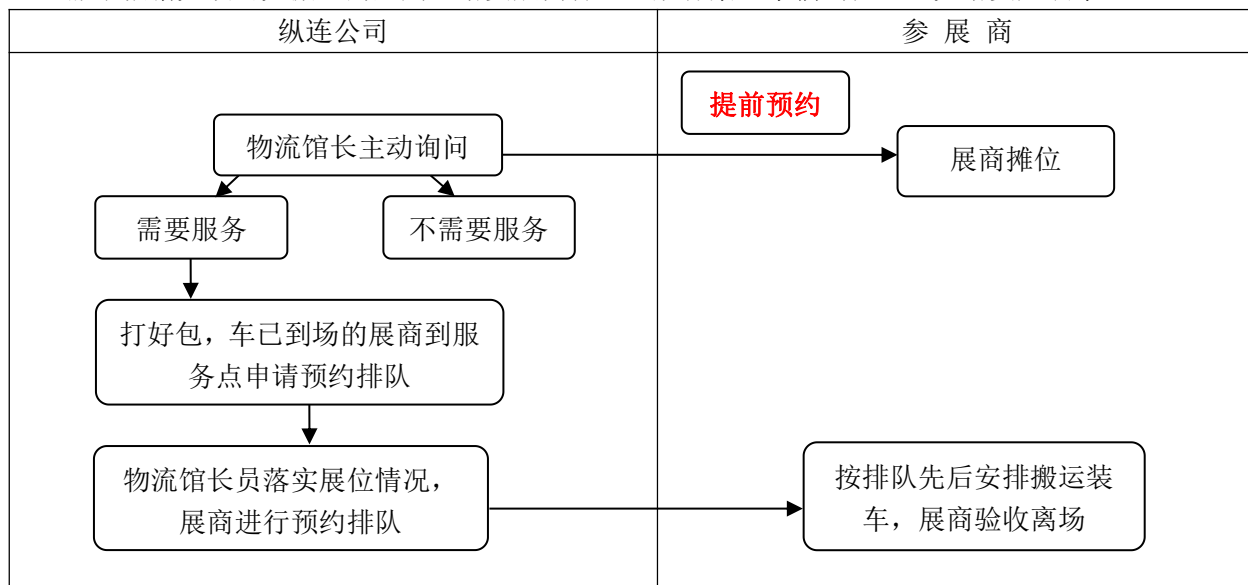 纵连公司
参 展 商
提前预约
物流馆长主动询问
展商摊位
需要服务
不需要服务
打好包，车已到场的展商到服
务点申请预约排队
物流馆长员落实展位情况，
展商进行预约排队
按排队先后安排搬运装
车，展商验收离场